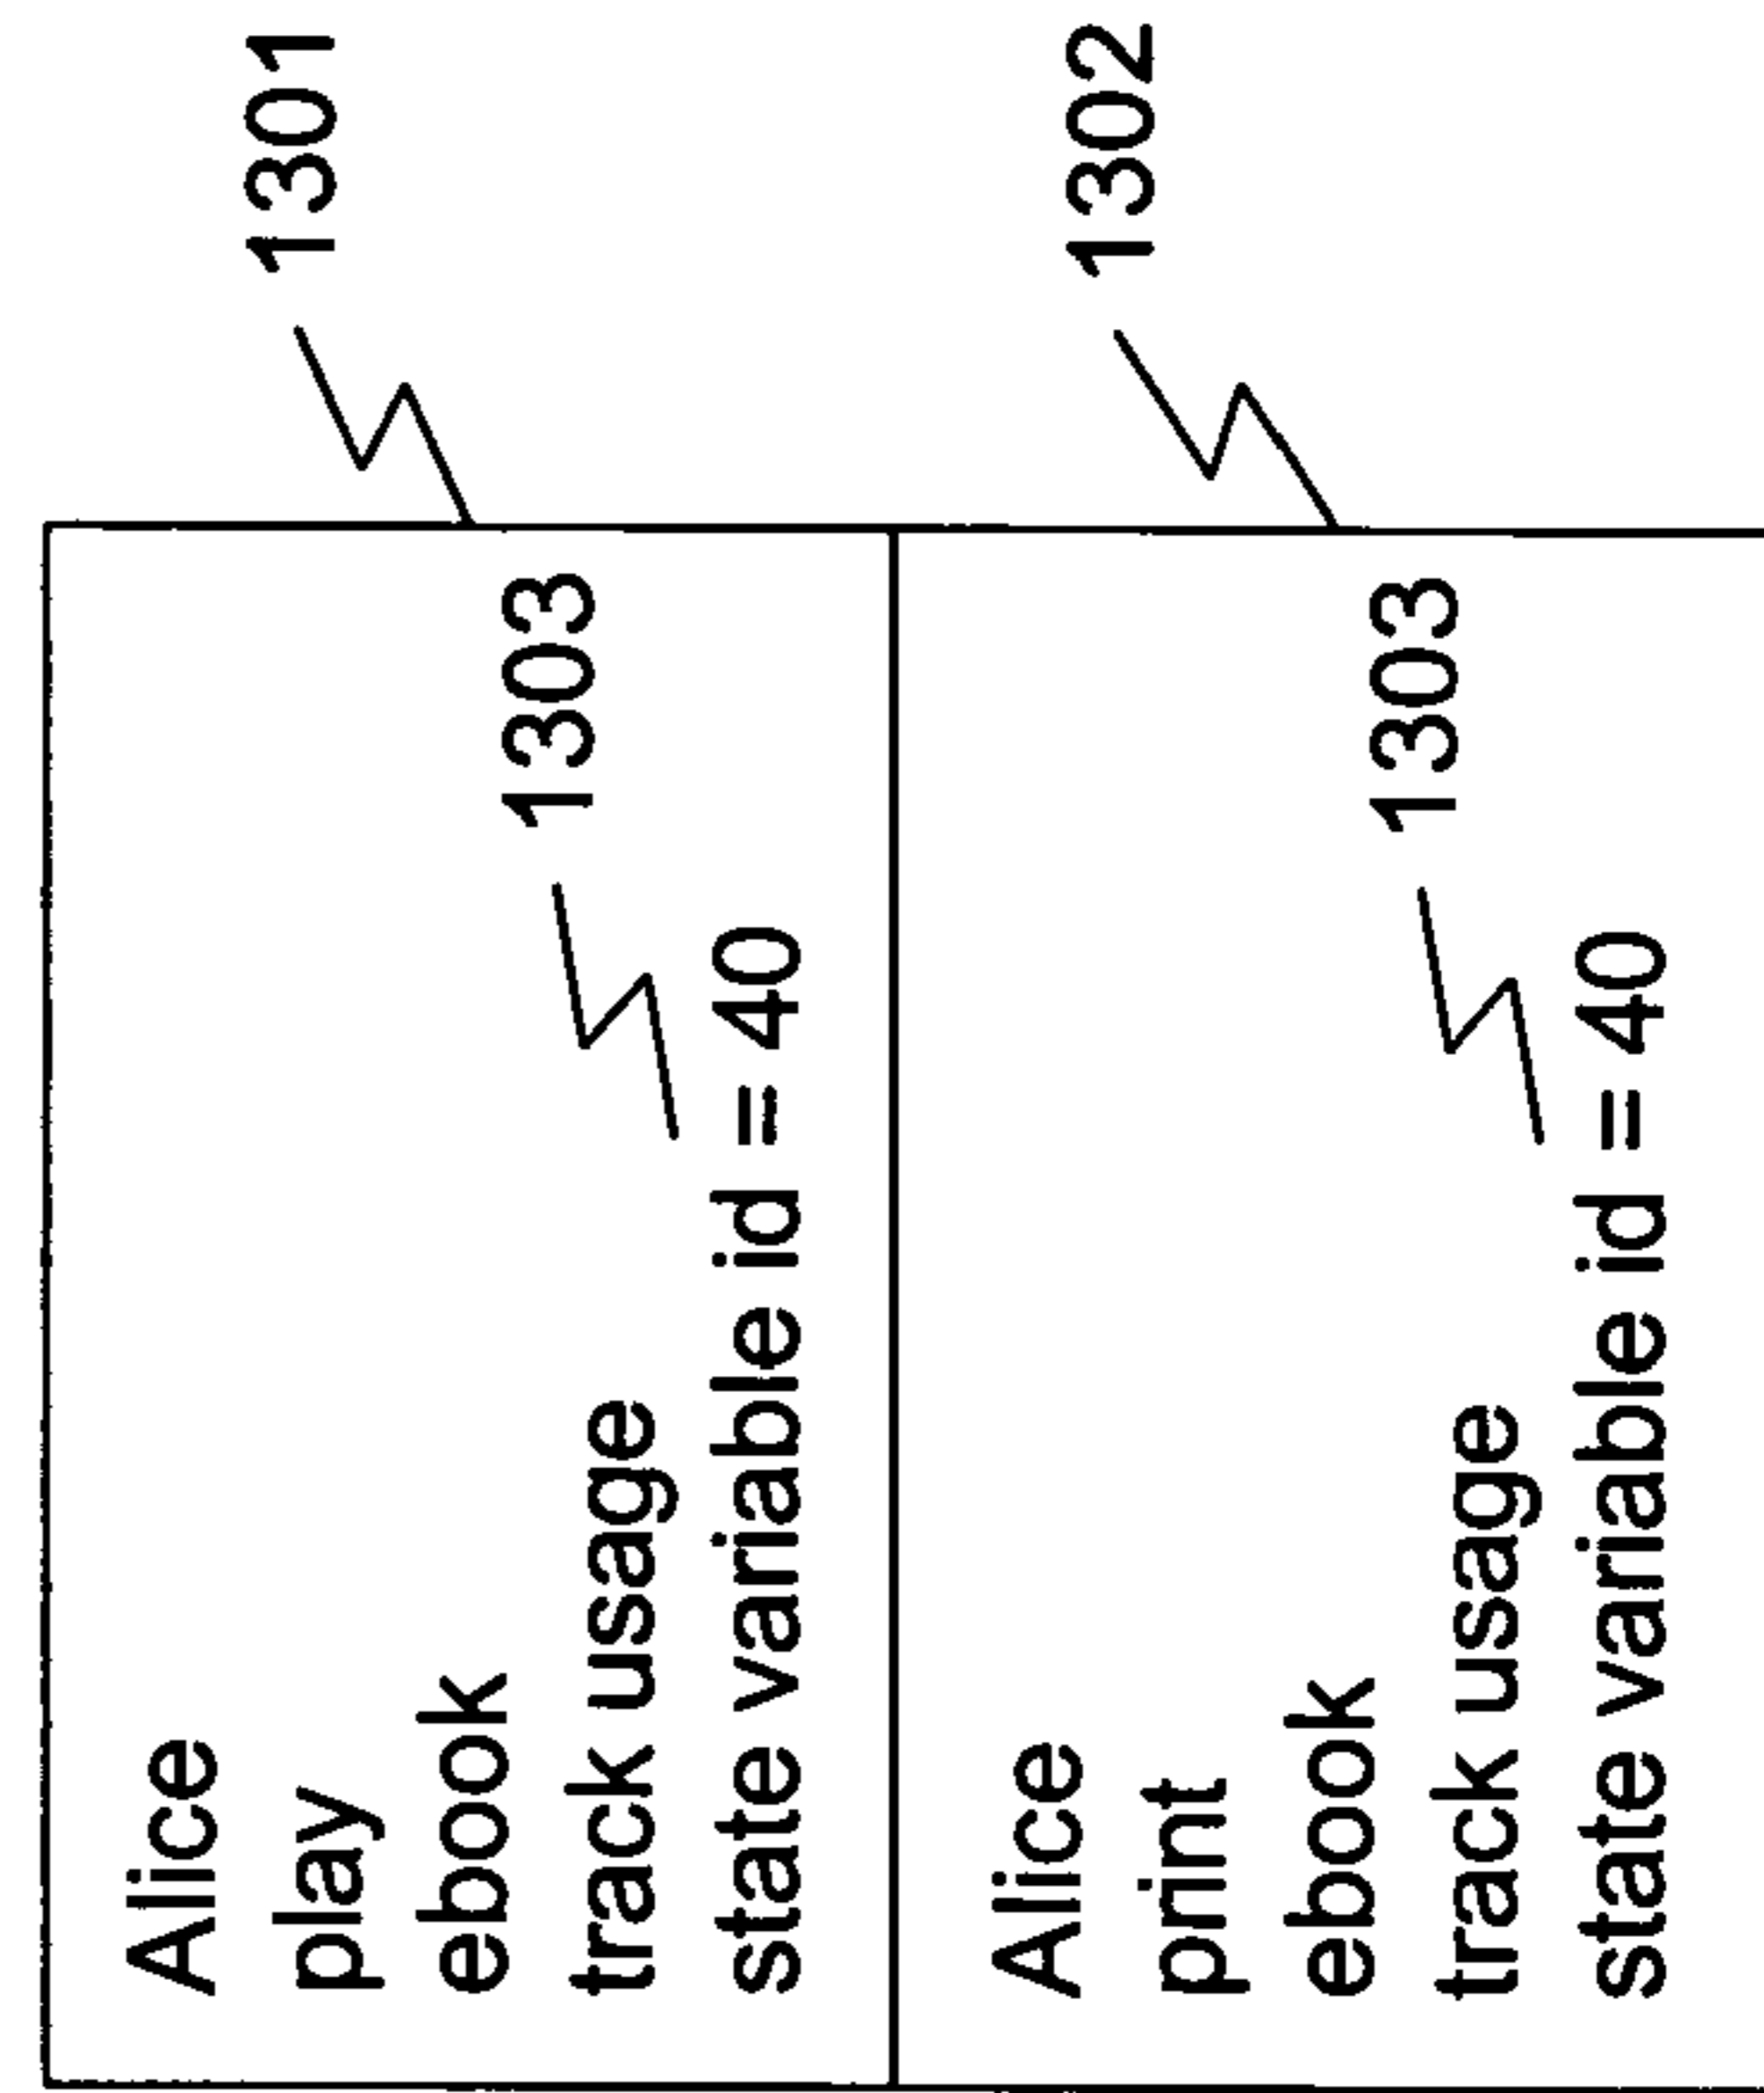 Alice
play
ebook
1303
track usage
state variable id = 40
1301
Alice
print
ebook
1303
track usage
state variable id = 40
1302